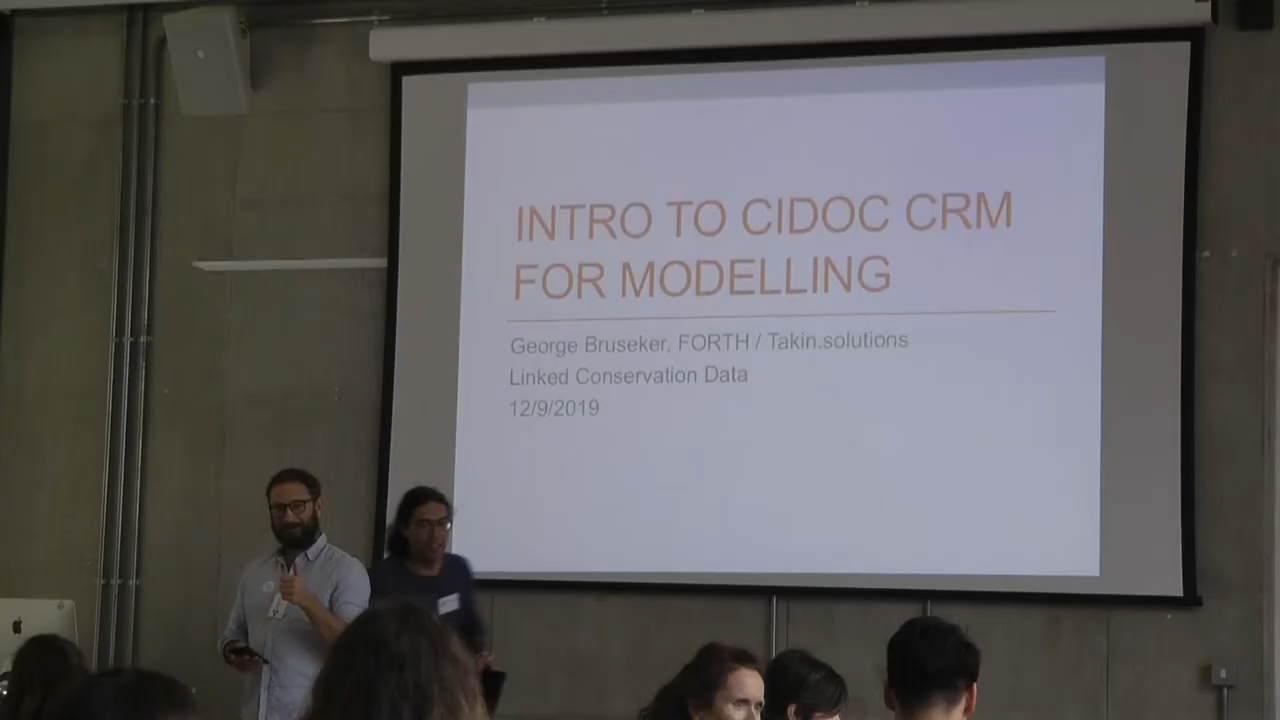 INTRO TO CIDOC CRM
FOR MODELLING
George Bruseker, FORTH / Takin.solutions
Linked Conservation Data
12/9/2019